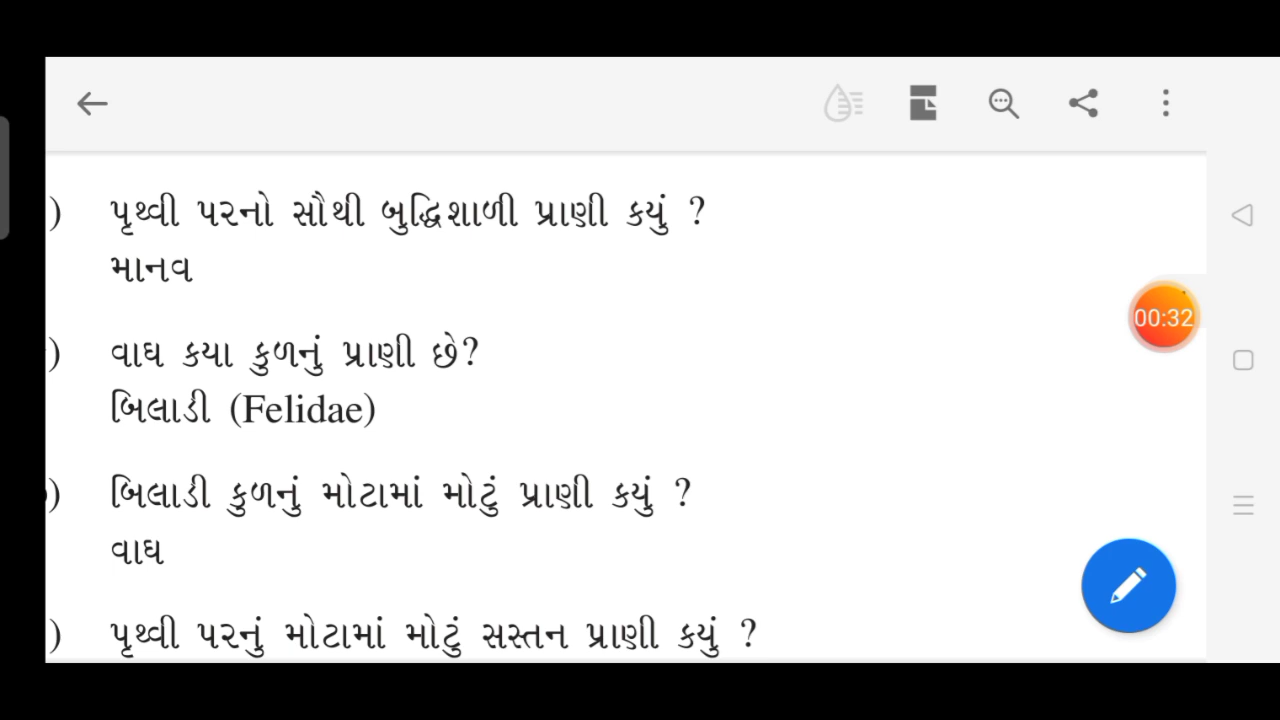 ) પૃથ્વી પરનો સૌથી બુદ્ધિશાળી પ્રાણી કયું ?
માનવ
00:32
) વાઘ કયા કુળનું પ્રાણી છે?
બિલાડી (Felidae)
) બિલાડી કુળનું મોટામાં મોટું પ્રાણી કયું ?
વાઘ
) પૃથ્વી પરનું મોટામાં મોટું સસ્તન પ્રાણી કયું ?